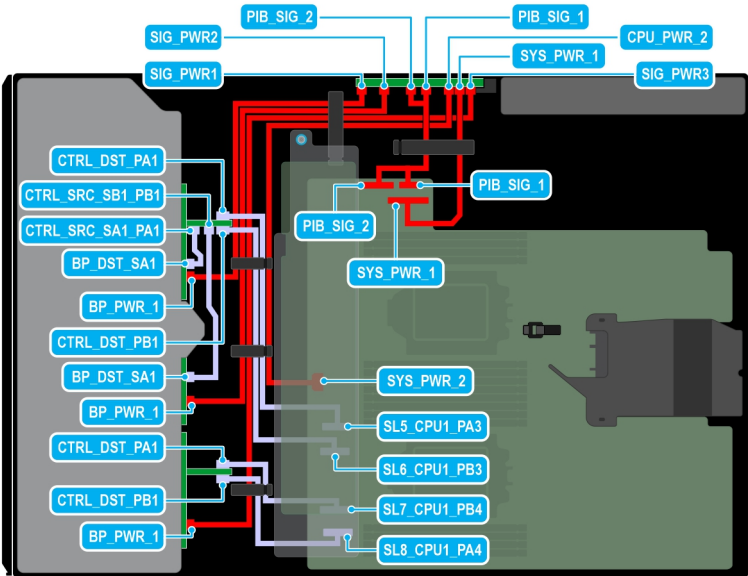 PIB_SIG_2
PIB_SIG_1
SIG_PWR2
CPU_PWR_2
SYS_PWR_1
SIG_PWR1
SIG_PWR3
CTRL_DST_PA1
CTRL_SRC_SB1_PB1
PIB_SIG_1
CTRL_SRC_SA1_PA1
PIB_SIG_2
BP_DST_SA1
SYS_PWR_1
BP_PWR_1
CTRL_DST_PB1
BP_DST_SA1
SYS_PWR_2
BP_PWR_1
SL5_CPU1_PA3
CTRL_DST_PA1
SL6_CPU1_PB3
CTRL_DST_PB1
SL7_CPU1_PB4
BP_PWR_1
SL8_CPU1_PA4